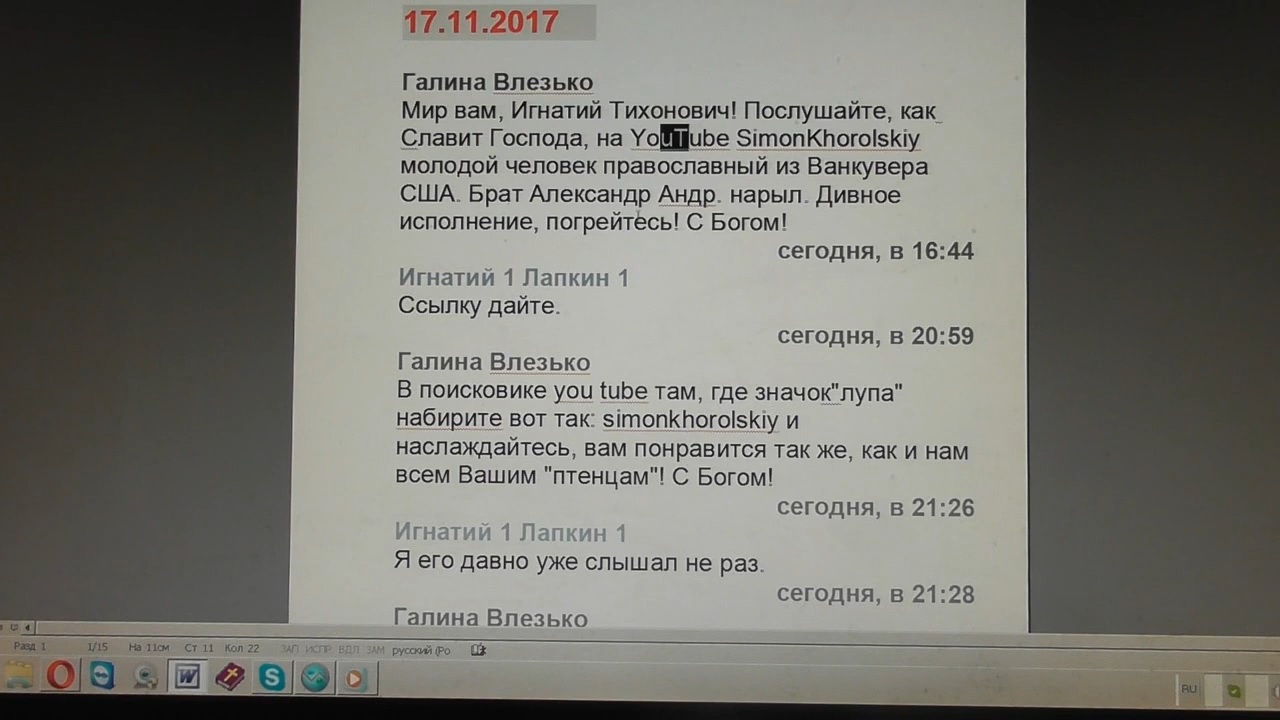 17.11.2017
Галина Влезько
Мир вам, Игнатий Тихонович! Послушайте, как
Славит Господа, на YouTube SimonKhorolskiy
молодой человек православный из Ванкувера
США. Брат Александр Андр. нарыл. Дивное
исполнение, погрейтесь! С Богом!
сегодня, в 16:44
Игнатий 1 Лапкин 1
Ссылку дайте.
сегодня, в 20:59
Галина Влезько
В поисковике you tube там, где значок"лупа"
набирите вот так: simonkhorolskiy и
наслаждайтесь, вам понравится так же, как и нам
всем Вашим "птенцам"! С Богом!
сегодня, в 21:26
Игнатий 1 Лапкин 1
Я его давно уже слышал не раз.
сегодня, в 21:28
Галина Влезько
Разд 1 1/15 На 11см Ст 11 Кол 22 ЗАП ИСПР ВДЛ ЗАМ русский (Ро
RU